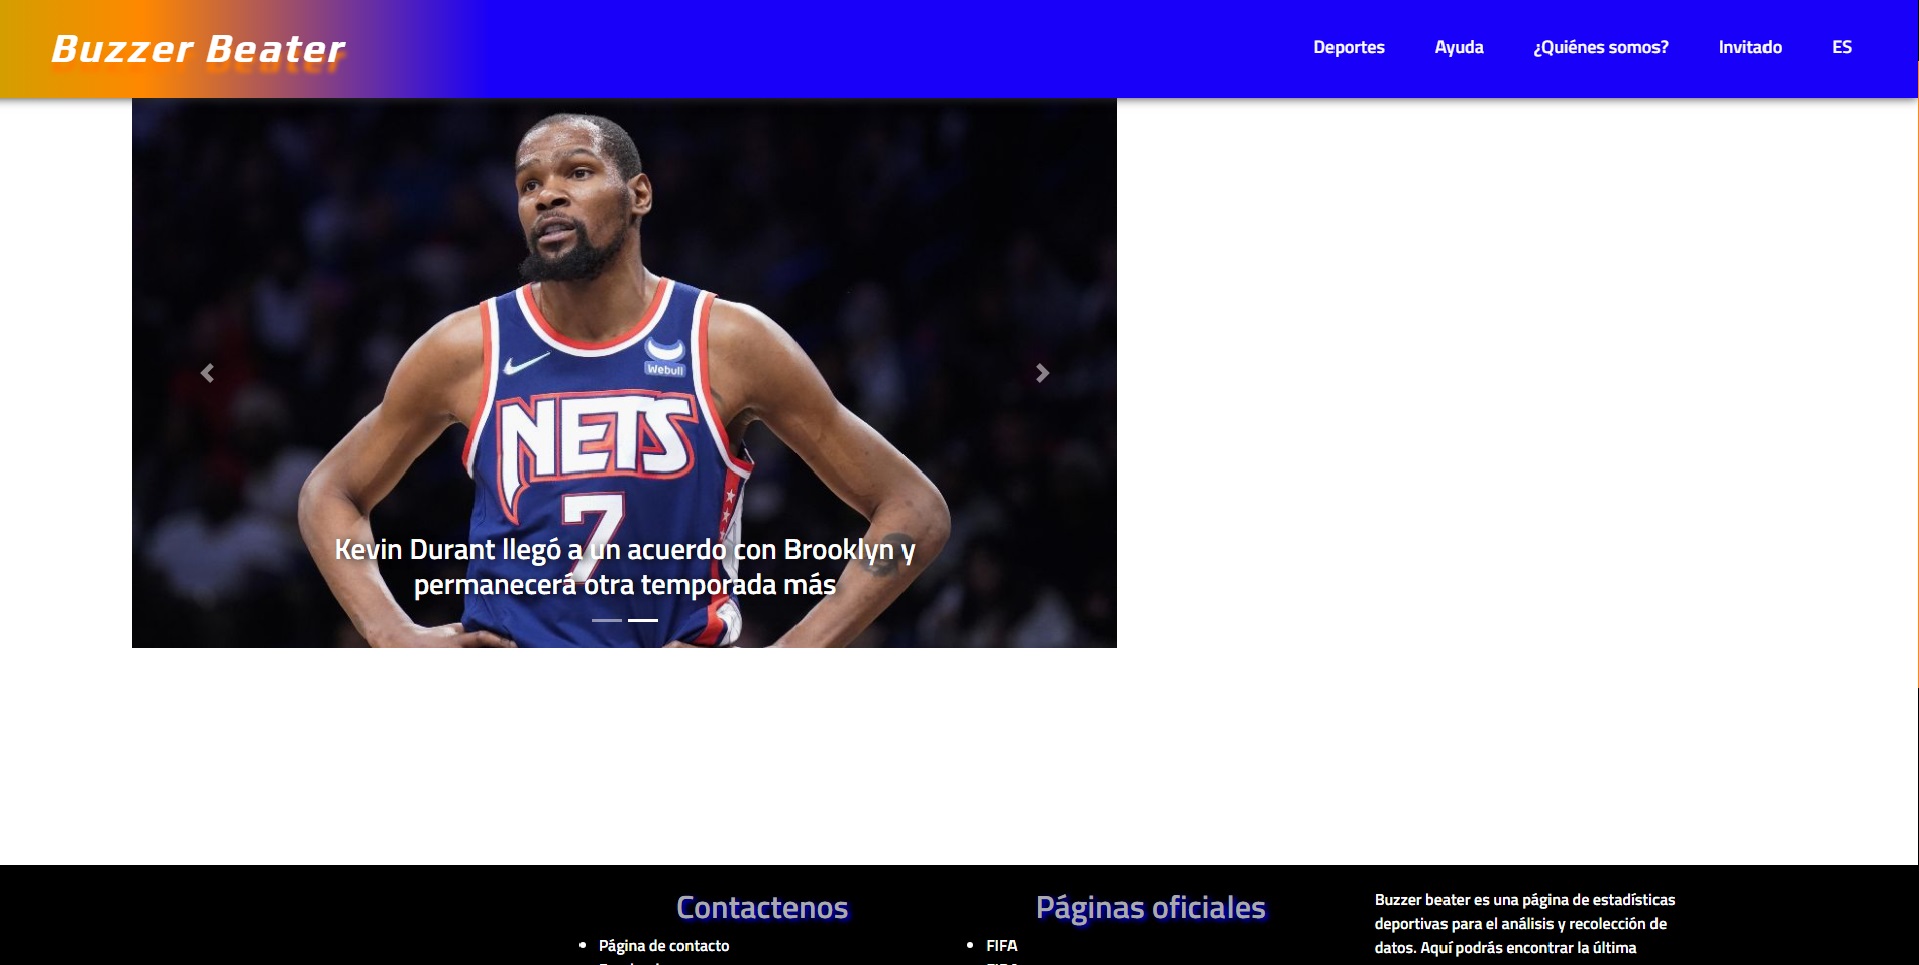 Buzzer Beater
Deportes
Ayuda
¿Quiénes somos?
Invitado
ES
Webull
NETS
7
Kevin Durant llegó a un acuerdo con Brooklyn y
permanecerá otra temporada más
Contactenos
Página de contacto
Páginas oficiales
FIFA
Buzzer beater es una página de estadísticas
deportivas para el análisis y recolección de
datos. Aquí podrás encontrar la última